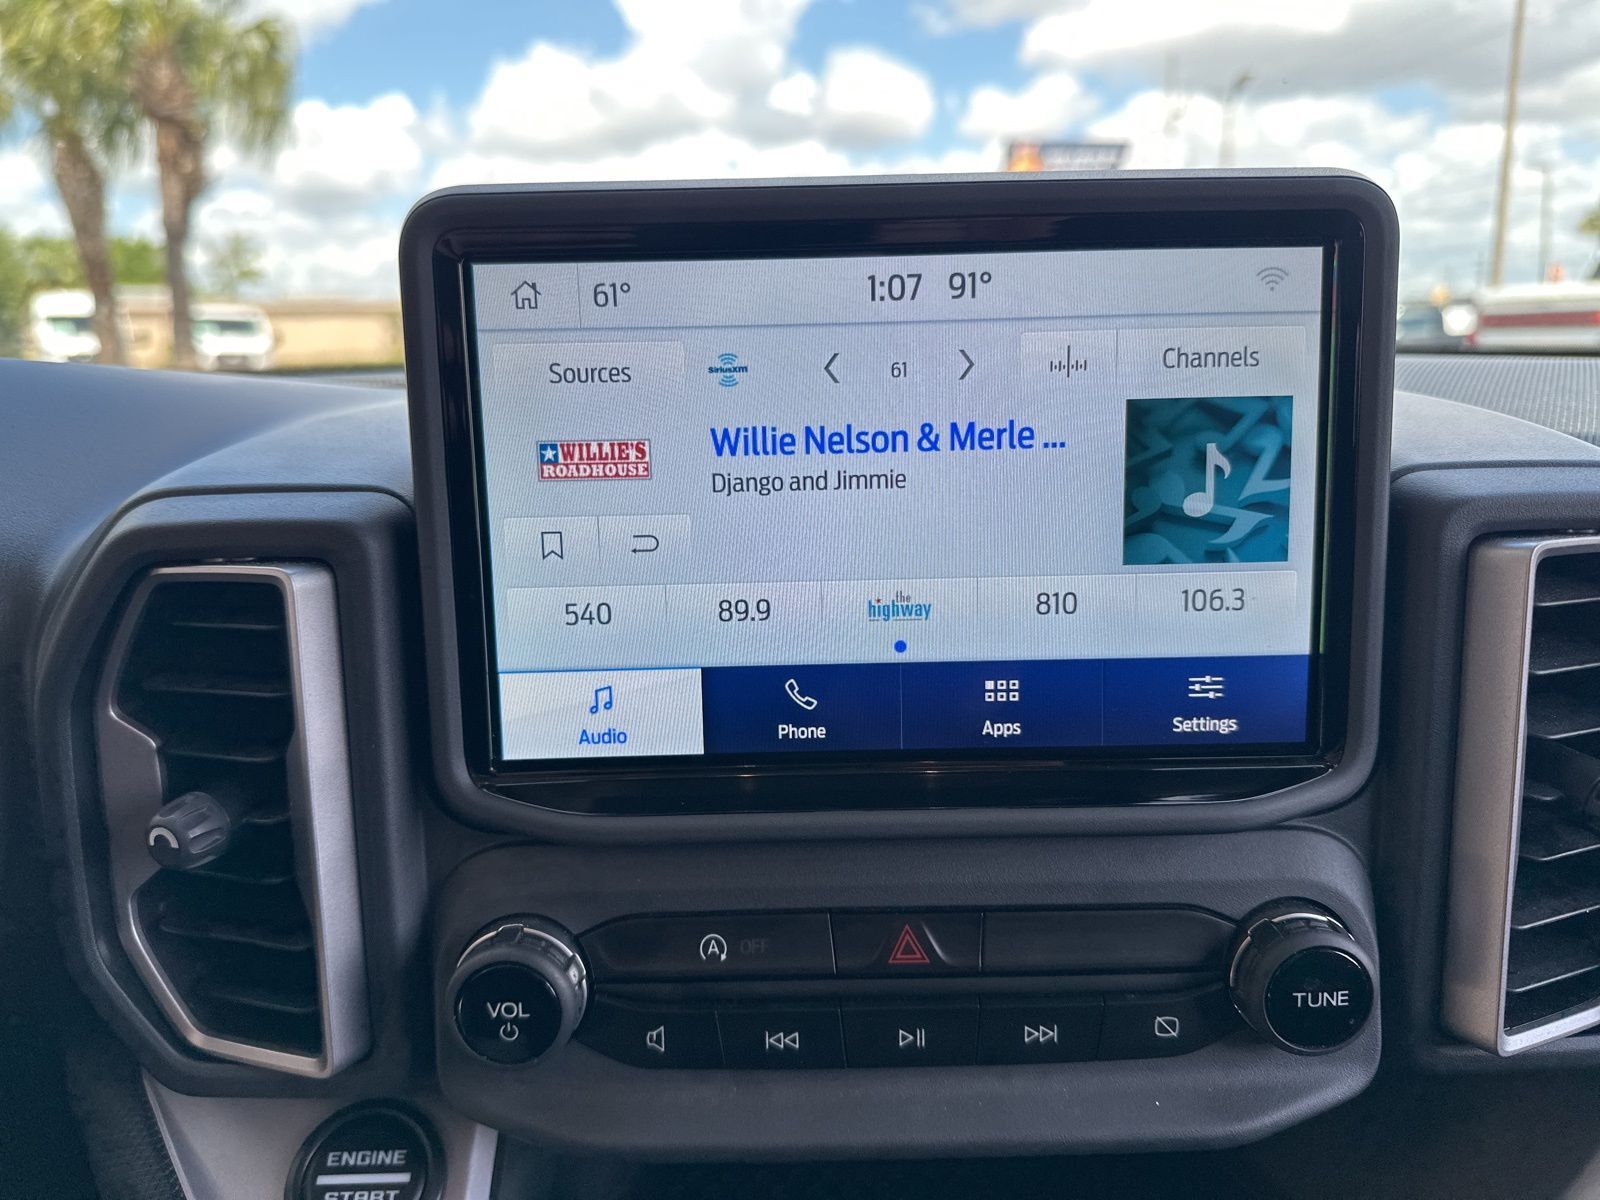 61°
1:07 91°
Sources
SiriusXM
61
Channels
WILLIE'S
ROADHOUSE
Willie Nelson & Merle ...
Django and Jimmie
540
89.9
the
highway
810
106.3
Audio
Phone
Apps
Settings
A OFF
VOL
TUNE
ENGINE
START